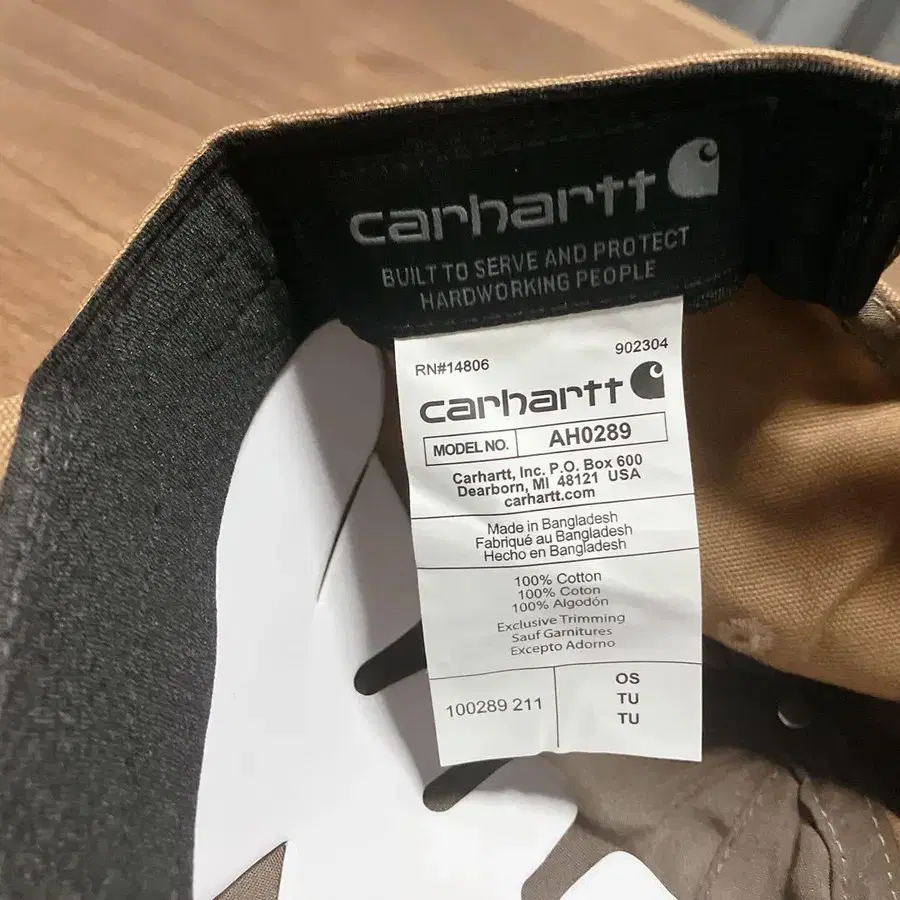 carhartt
BUILT TO SERVE AND PROTECT
HARDWORKING PEOPLE
RN#14806 902304
carhartt
MODEL NO. AH0289
Carhartt, Inc. P.O. Box 600
Dearborn, MI 48121 USA
carhartt.com
Made in Bangladesh
Fabriqué au Bangladesh
Hecho en Bangladesh
100% Cotton
100% Coton
100% Algodón
Exclusive Trimming
Sauf Garnitures
Excepto Adorno
100289 211
OS
TU
TU